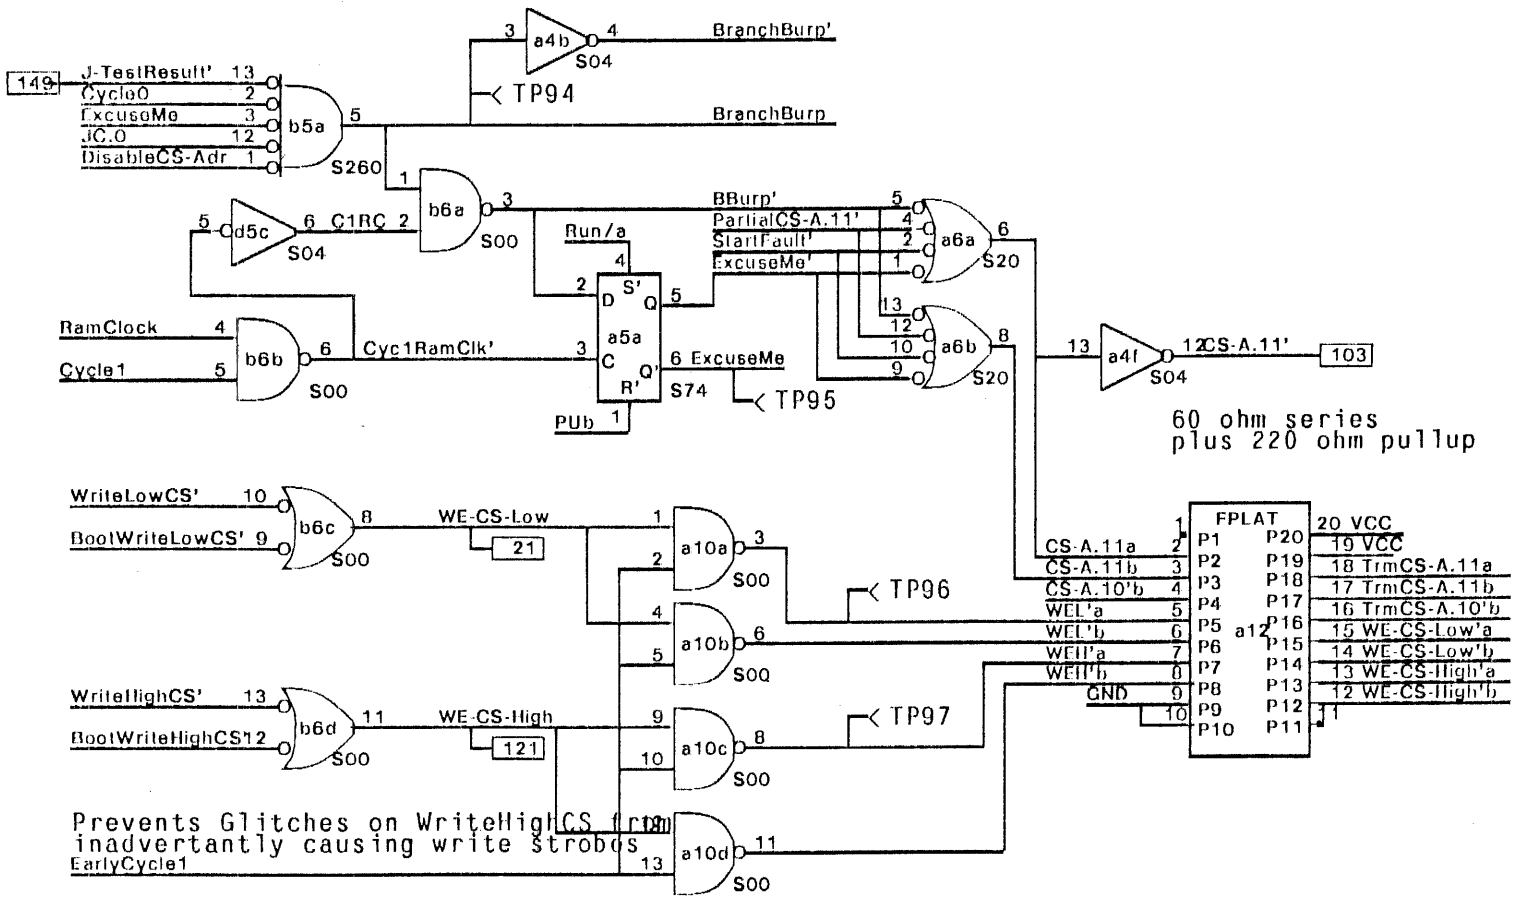 3 a4b 4 BranchBurp'
S04
149 J-TestResult' 13
TP94
Cycle0 2
ExcuseMe 3 b5a 5 BranchBurp
JC.0 12
DisableCS-Adr 1 S260
1
b6a 3 BBurp' 5
5 d5c 6 C1RC 2 PartialCS-A.11' 4
S04 S00 Run/a StartFault' 2 a6a 6
4 ExcuseMe' 1 S20
2 D S' Q 5
13
RamClock 4 a5a 12
b6b 6 Cyc1RamClk' 3 C 10 a6b 8
Cycle1 5 Q' 6 ExcuseMe 9 S20
S00 R' S74 TP95
PUb 1
13 a4f 12 CS-A.11' 103
S04
60 ohm series
plus 220 ohm pullup
WriteLowCS' 10
b6c 8 WE-CS-Low 1
BootWriteLowCS' 9 21 a10a 3
S00 2 S00
TP96
4
a10b 6
5
S00
WriteHighCS' 13
b6d 11 WE-CS-High 9
BootWriteHighCS' 12 121 a10c 8
S00 10 S00
TP97
Prevents Glitches on WriteHighCS from
inadvertantly causing write strobes
EarlyCycle1 13 a10d 11
S00
FPLAT
1 P1 P20 20 VCC
CS-A.11a 2 P2 P19 19 VCC
CS-A.11b 3 P3 P18 18 TrmCS-A.11a
CS-A.10'b 4 P4 P17 17 TrmCS-A.11b
WEL'a 5 P5 P16 16 TrmCS-A.10'b
a12
WEL'b 6 P6 P15 15 WE-CS-Low'a
WEH'a 7 P7 P14 14 WE-CS-Low'b
WEH'b 8 P8 P13 13 WE-CS-High'a
GND 9 P9 P12 12 WE-CS-High'b
10 P10 P11 11